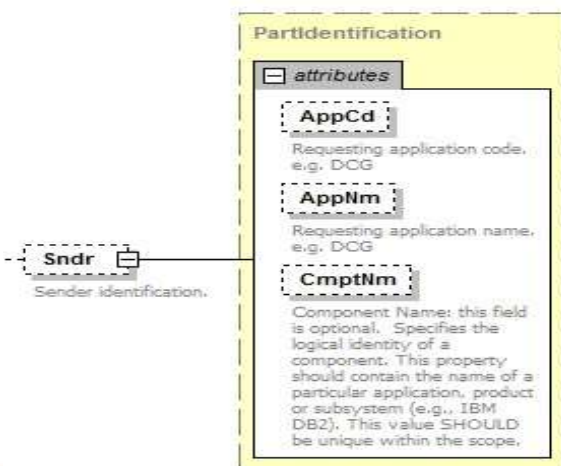 PartIdentification
attributes
AppCd
Requesting application code.
e.g. DCG
AppNm
Requesting application name.
e.g. DCG
Sndr
Sender identification.
CmptNm
Component Name: this field
is optional.  Specifies the
logical identity of a
component. This property
should contain the name of a
particular application, product
or subsystem (e.g., IBM
DB2). This value SHOULD
be unique within the scope.